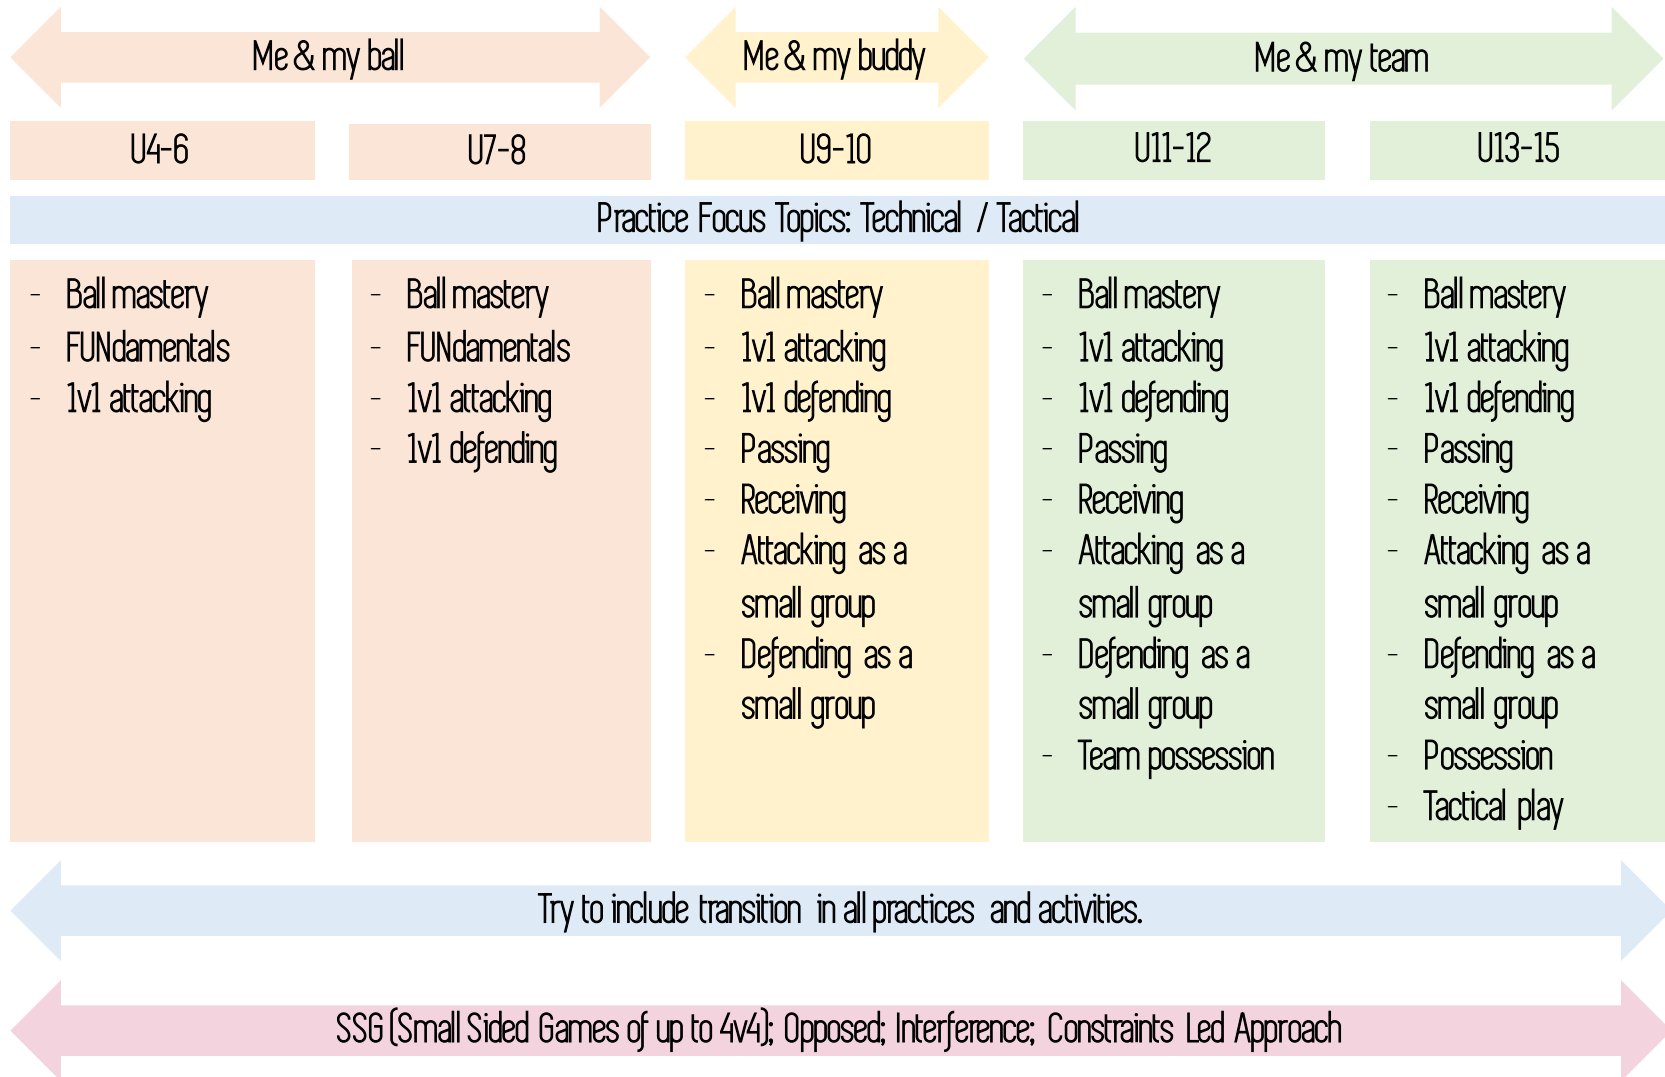 Me & my ball
Me & my buddy
Me & my team
U4-6
U7-8
U9-10
U11-12
U13-15
Practice Focus Topics: Technical / Tactical
- Ball mastery
- FUNdamentals
- 1v1 attacking
- Ball mastery
- FUNdamentals
- 1v1 attacking
- 1v1 defending
- Ball mastery
- 1v1 attacking
- 1v1 defending
- Passing
- Receiving
- Attacking as a
small group
- Defending as a
small group
- Ball mastery
- 1v1 attacking
- 1v1 defending
- Passing
- Receiving
- Attacking as a
small group
- Defending as a
small group
- Team possession
- Ball mastery
- 1v1 attacking
- 1v1 defending
- Passing
- Receiving
- Attacking as a
small group
- Defending as a
small group
- Possession
- Tactical play
Try to include transition in all practices and activities.
SSG (Small Sided Games of up to 4v4); Opposed; Interference; Constraints Led Approach